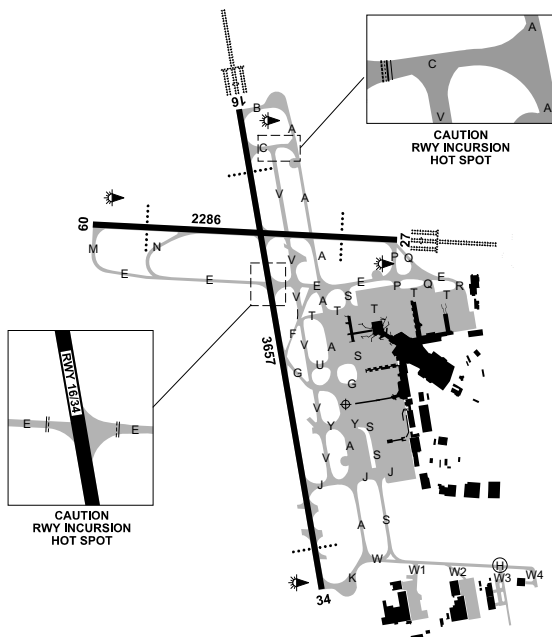 A
C
V
A
CAUTION
RWY INCURSION
HOT SPOT
16
B
A
C
V
A
09
2286
27
M
N
E
E
V
A
P
Q
E
E
S
E
P
T
Q
E
R
T
V
A
T
T
T
I
F
V
A
S
3657
G
U
G
V
Y
Y
S
A
V
S
J
J
J
A
S
W
K
34
H
W1
W2
W3
W4
RWY 16/34
E
E
CAUTION
RWY INCURSION
HOT SPOT